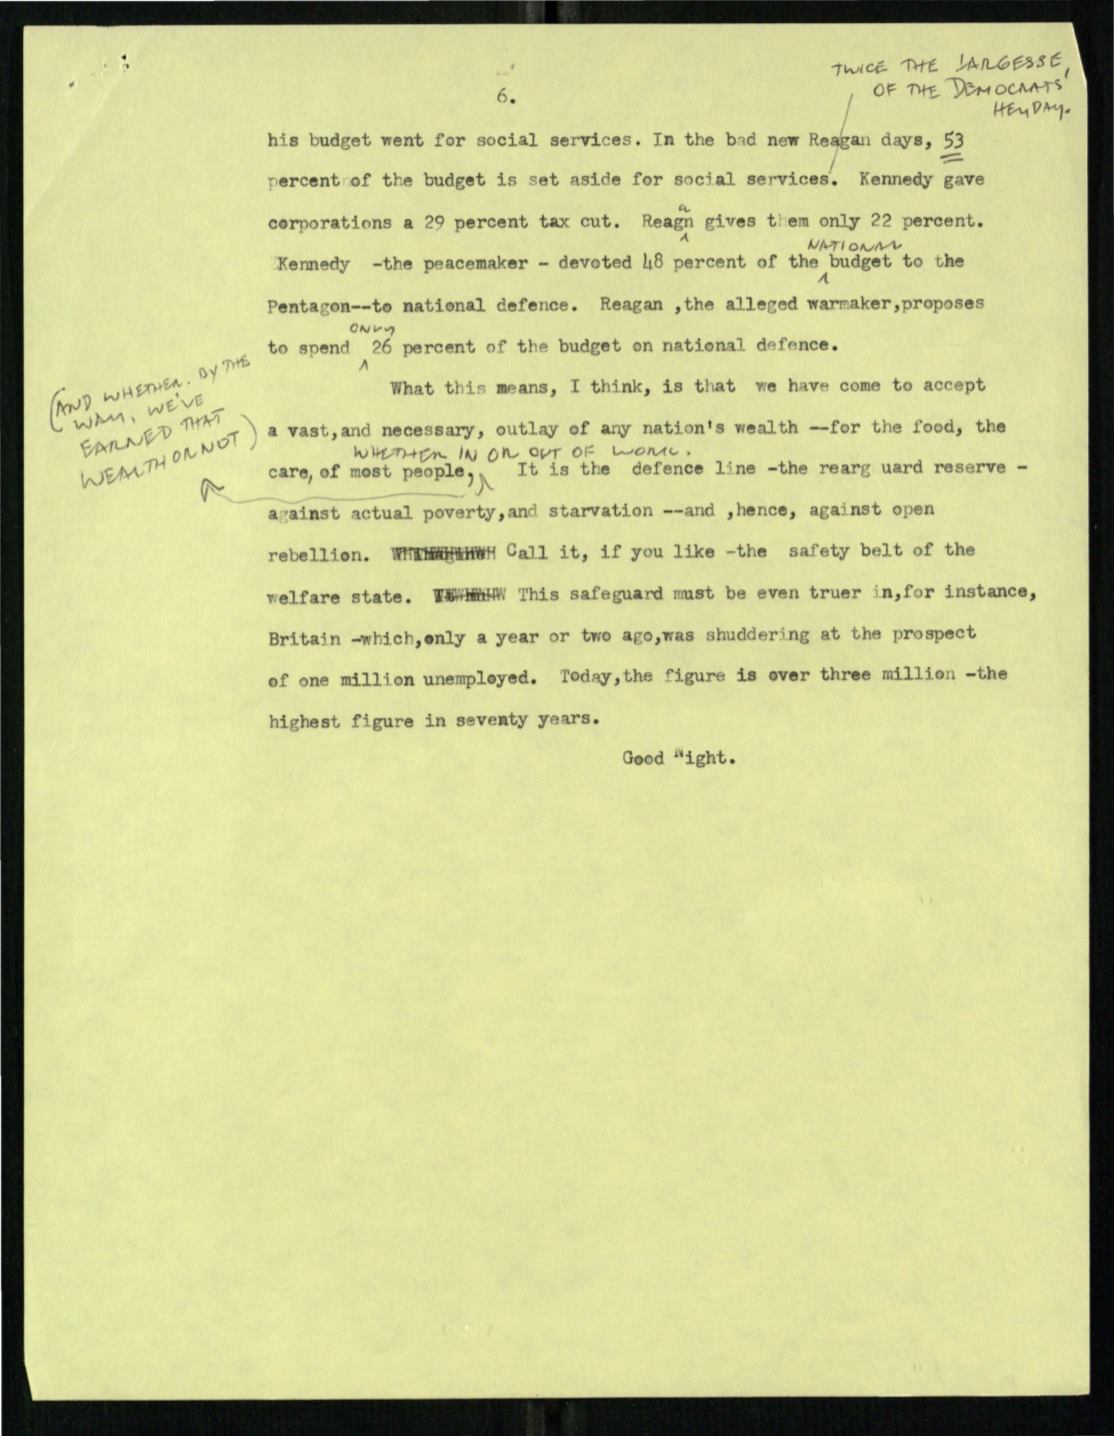 TWICE THE LARGESSE,
OF THE DEMOCRATS'
HEYDAY.
6.
his budget went for social services. In the bad new Reagan days, 53
percent of the budget is set aside for social services. Kennedy gave
corporations a 29 percent tax cut. Reagn gives them only 22 percent.
a
NATIONAL
Kennedy -the peacemaker - devoted 48 percent of the budget to the
Pentagon--to national defence. Reagan ,the alleged warmaker,proposes
ONLY
to spend 26 percent of the budget on national defence.
(AND WHETHER. BY THE
WAY, WE'VE
EARNED THAT
WEALTH OR NOT)
What this means, I think, is that we have come to accept
a vast,and necessary, outlay of any nation's wealth --for the food, the
WHETHER IN OR OUT OF WORK.
care, of most people, It is the defence line -the rearg uard reserve -
against actual poverty,and starvation --and ,hence, against open
rebellion. Call it, if you like -the safety belt of the
welfare state. This safeguard must be even truer in,for instance,
Britain -which,only a year or two ago,was shuddering at the prospect
of one million unemployed. Today,the figure is over three million -the
highest figure in seventy years.
Good Night.